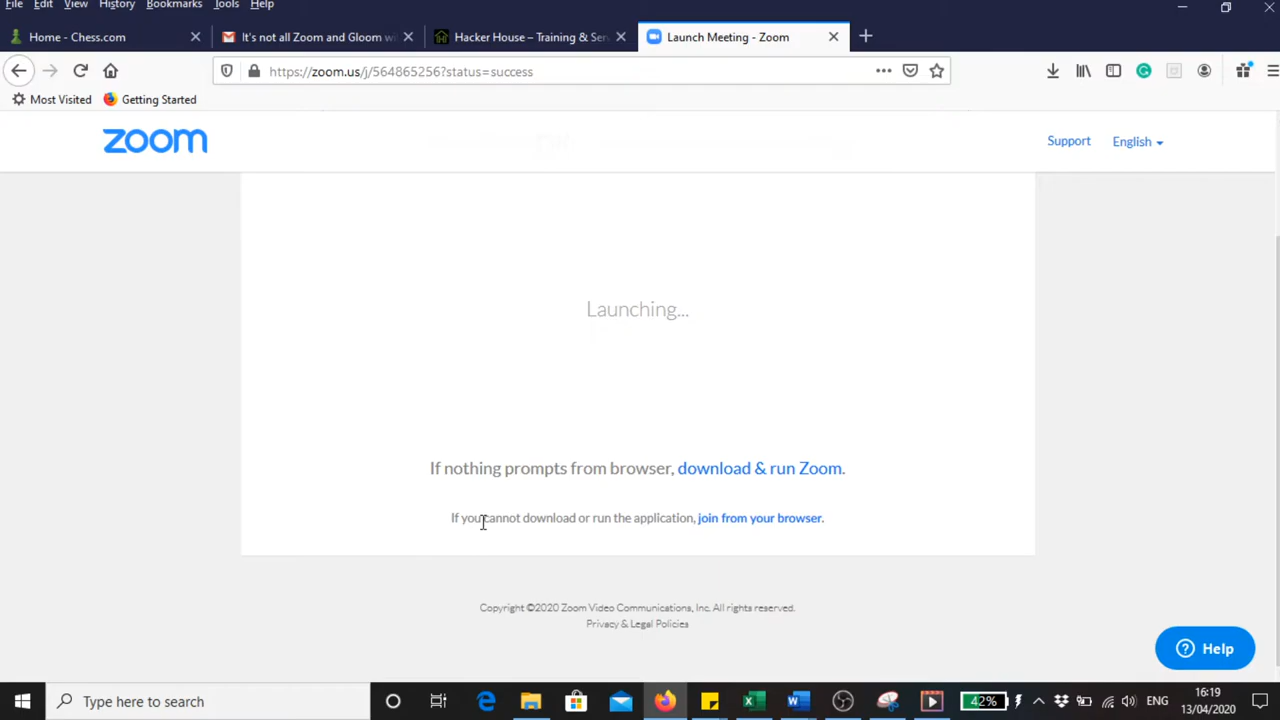 File Edit View History Bookmarks Tools Help
Home - Chess.com
It's not all Zoom and Gloom wi
Hacker House – Training & Ser
Launch Meeting - Zoom
https://zoom.us/j/564865256?status=success
Most Visited Getting Started
zoom
Support English
Launching...
If nothing prompts from browser, download & run Zoom.
If you cannot download or run the application, join from your browser.
Copyright ©2020 Zoom Video Communications, Inc. All rights reserved.
Privacy & Legal Policies
? Help
Type here to search
42%
ENG
16:19
13/04/2020